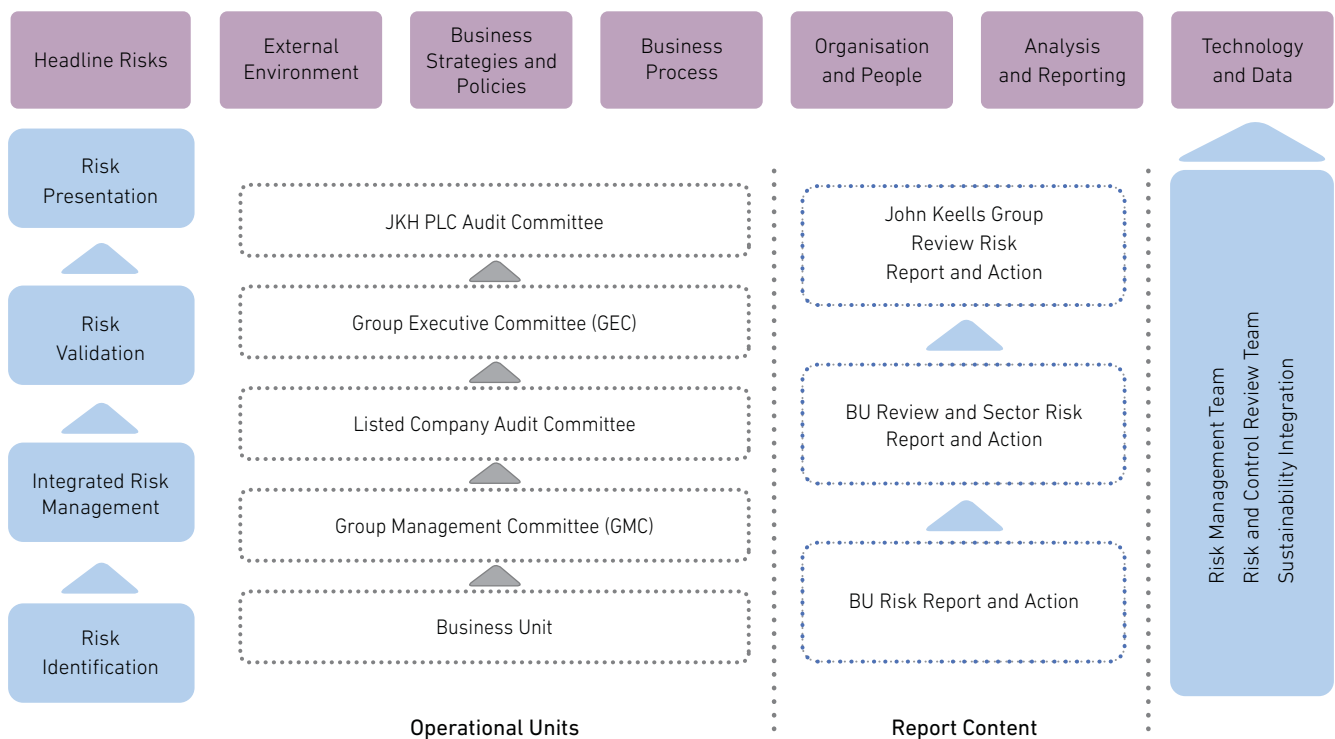 Headline Risks
External
Environment
Business
Strategies and
Policies
Business
Process
Organisation
and People
Analysis
and Reporting
Technology
and Data
Risk
Presentation
Risk
Validation
Integrated Risk
Management
Risk
Identification
JKH PLC Audit Committee
Group Executive Committee (GEC)
Listed Company Audit Committee
Group Management Committee (GMC)
Business Unit
Operational Units
John Keells Group
Review Risk
Report and Action
BU Review and Sector Risk
Report and Action
BU Risk Report and Action
Report Content
Risk Management Team
Risk and Control Review Team
Sustainability Integration